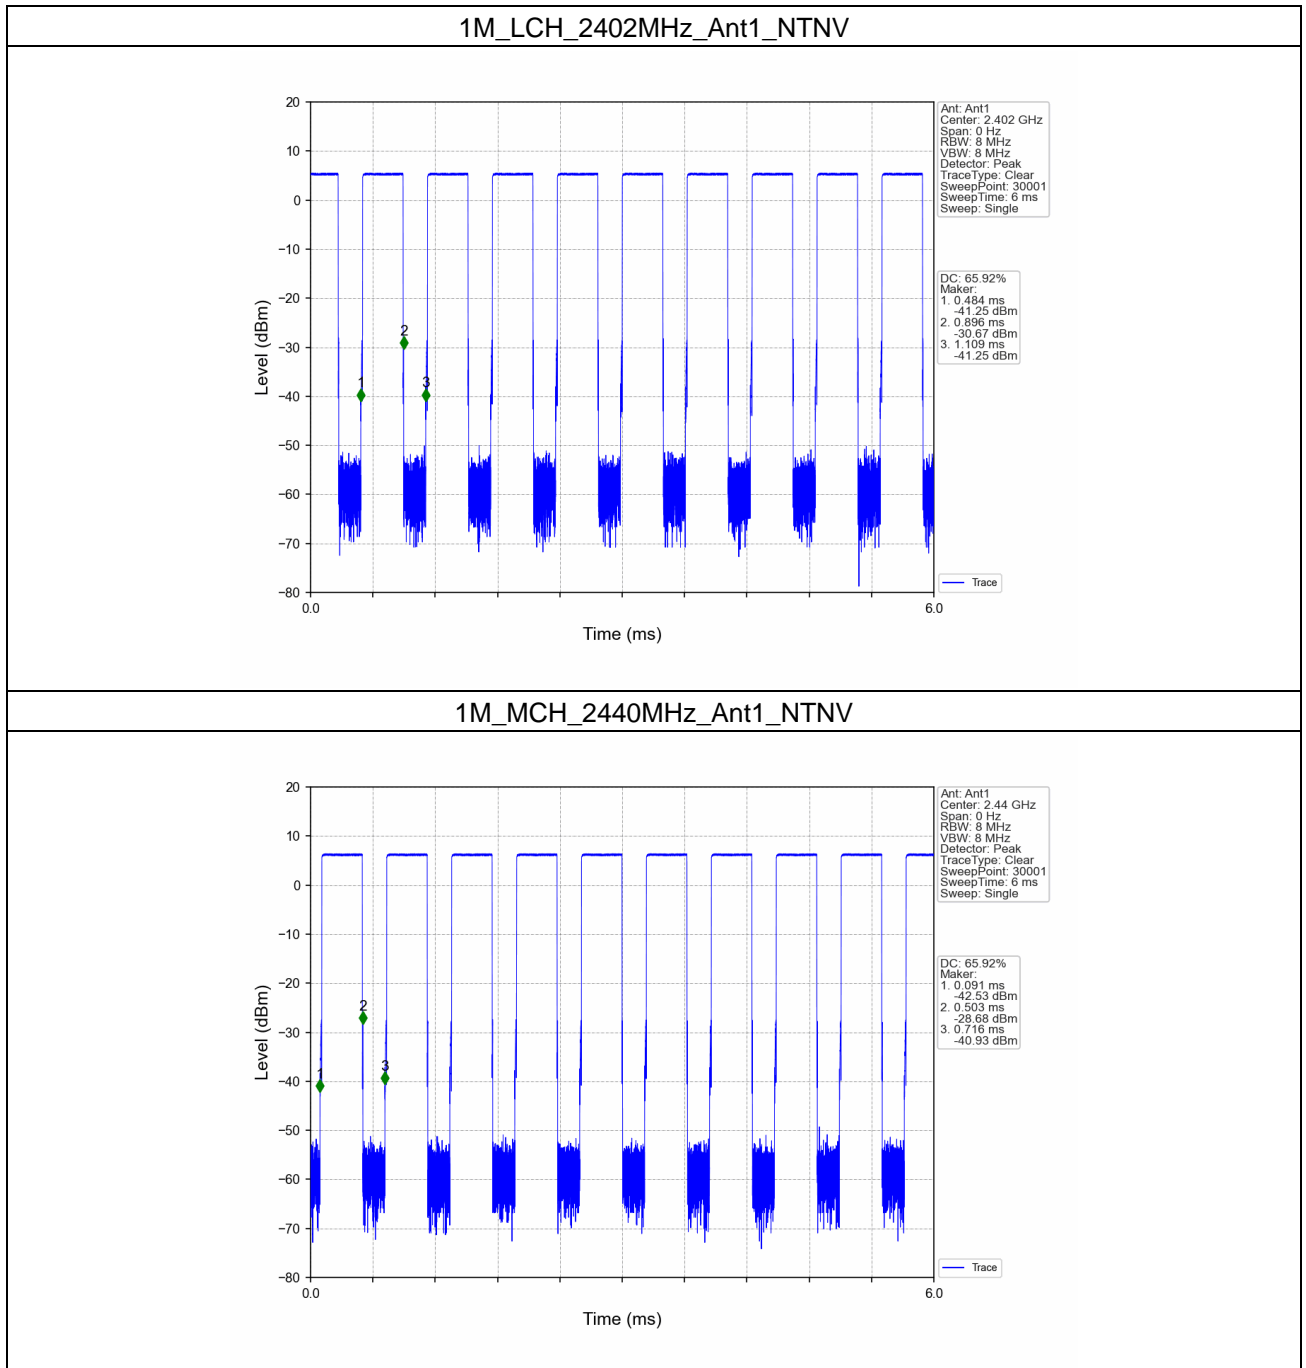 1M_LCH_2402MHz_Ant1_NTNV
20
10
0
−10
−20
−30
−40
−50
−60
−70
−80
Level (dBm)
0.0
6.0
Time (ms)
1
2
3
Ant: Ant1
Center: 2.402 GHz
Span: 0 Hz
RBW: 8 MHz
VBW: 8 MHz
Detector: Peak
TraceType: Clear
SweepPoint: 30001
SweepTime: 6 ms
Sweep: Single
DC: 65.92%
Maker:
1. 0.484 ms
-41.25 dBm
2. 0.896 ms
-30.67 dBm
3. 1.109 ms
-41.25 dBm
Trace
1M_MCH_2440MHz_Ant1_NTNV
20
10
0
−10
−20
−30
−40
−50
−60
−70
−80
Level (dBm)
0.0
6.0
Time (ms)
1
2
3
Ant: Ant1
Center: 2.44 GHz
Span: 0 Hz
RBW: 8 MHz
VBW: 8 MHz
Detector: Peak
TraceType: Clear
SweepPoint: 30001
SweepTime: 6 ms
Sweep: Single
DC: 65.92%
Maker:
1. 0.091 ms
-42.53 dBm
2. 0.503 ms
-28.68 dBm
3. 0.716 ms
-40.93 dBm
Trace